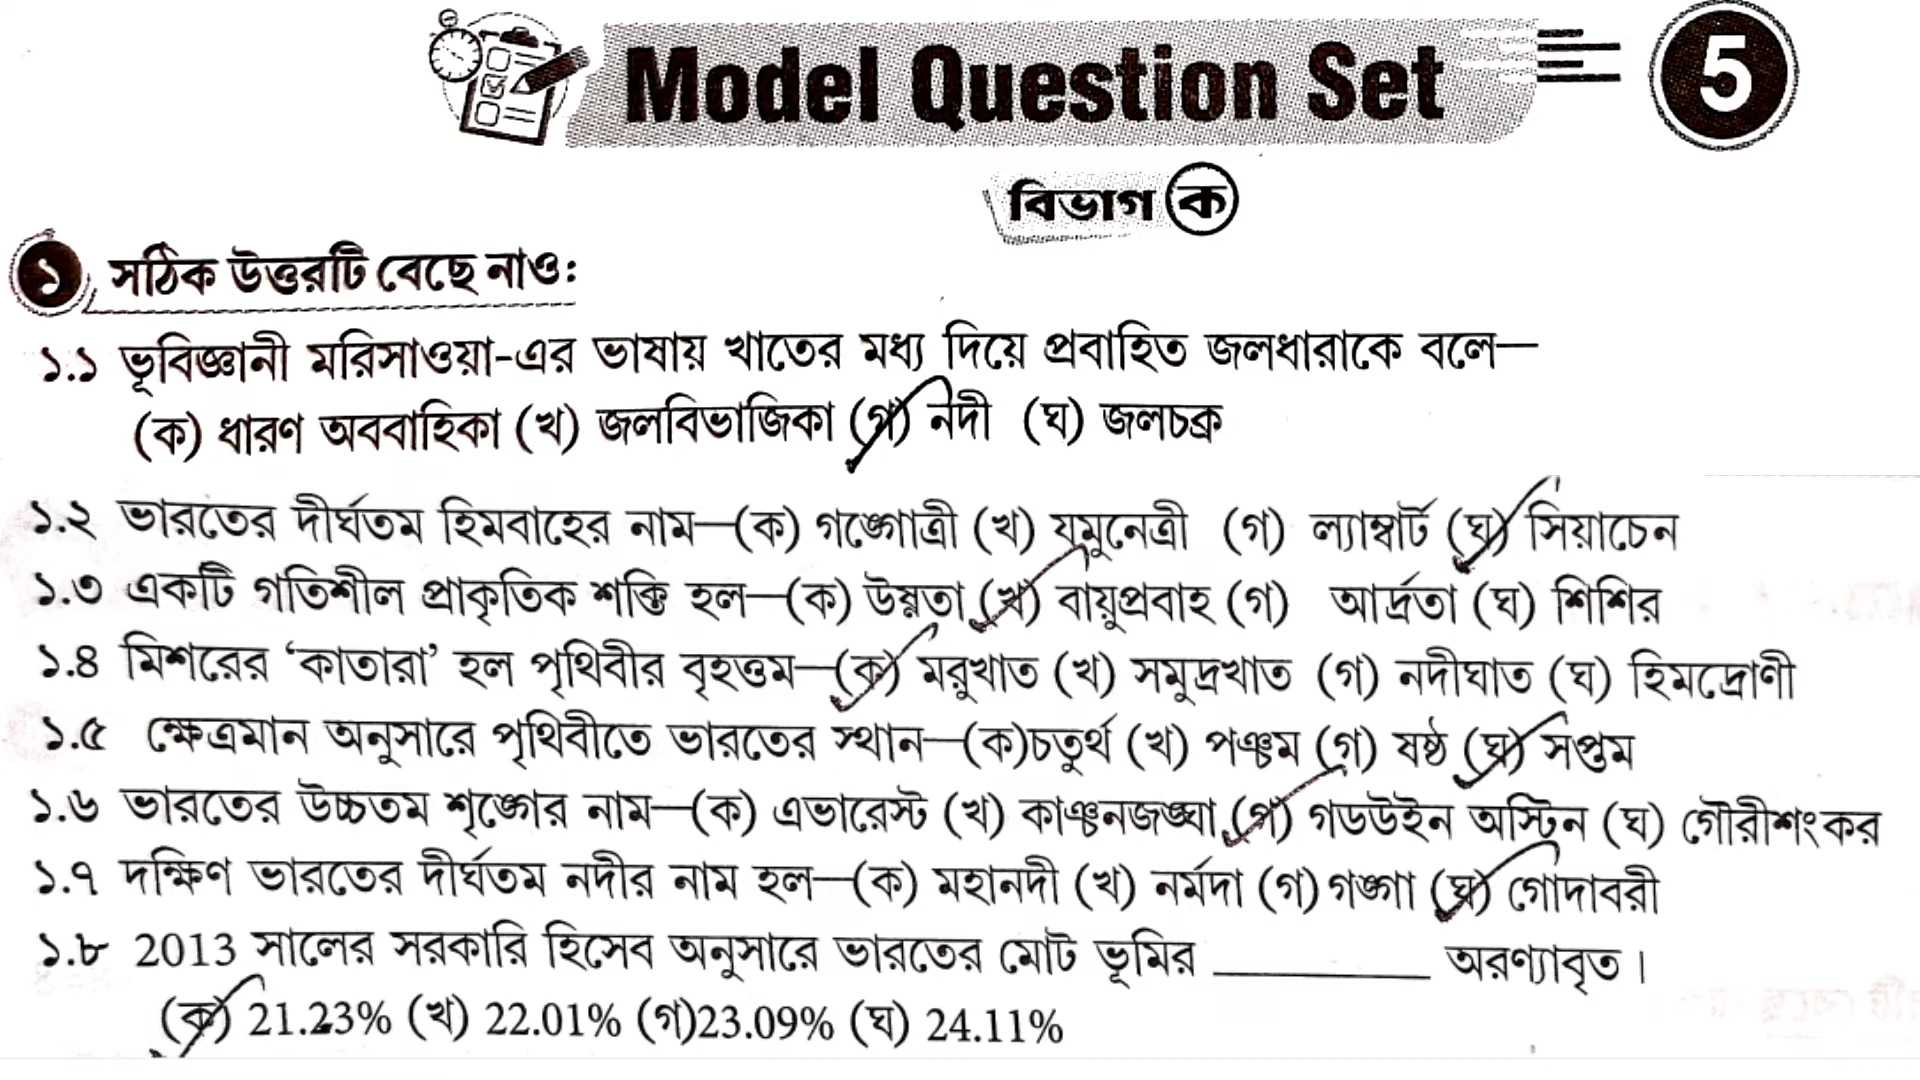 Model Question Set 5
বিভাগ ক
১ সঠিক উত্তরটি বেছে নাও:
১.১ ভূবিজ্ঞানী মরিসাওয়া-এর ভাষায় খাতের মধ্য দিয়ে প্রবাহিত জলধারাকে বলে—
(ক) ধারণ অববাহিকা (খ) জলবিভাজিকা (গ) নদী (ঘ) জলচক্র
১.২ ভারতের দীর্ঘতম হিমবাহের নাম—(ক) গঙ্গোত্রী (খ) যমুনেত্রী (গ) ল্যাম্বার্ট (ঘ) সিয়াচেন
১.৩ একটি গতিশীল প্রাকৃতিক শক্তি হল—(ক) উষ্ণতা (খ) বায়ুপ্রবাহ (গ) আর্দ্রতা (ঘ) শিশির
১.৪ মিশরের ‘কাতারা’ হল পৃথিবীর বৃহত্তম—(ক) মরুখাত (খ) সমুদ্রখাত (গ) নদীঘাত (ঘ) হিমদ্রোণী
১.৫ ক্ষেত্রমান অনুসারে পৃথিবীতে ভারতের স্থান—(ক)চতুর্থ (খ) পঞ্চম (গ) ষষ্ঠ (ঘ) সপ্তম
১.৬ ভারতের উচ্চতম শৃঙ্গের নাম—(ক) এভারেস্ট (খ) কাঞ্চনজঙ্ঘা (গ) গডউইন অস্টিন (ঘ) গৌরীশংকর
১.৭ দক্ষিণ ভারতের দীর্ঘতম নদীর নাম হল—(ক) মহানদী (খ) নর্মদা (গ) গঙ্গা (ঘ) গোদাবরী
১.৮ 2013 সালের সরকারি হিসেব অনুসারে ভারতের মোট ভূমির ________ অরণ্যাবৃত।
(ক) 21.23% (খ) 22.01% (গ)23.09% (ঘ) 24.11%